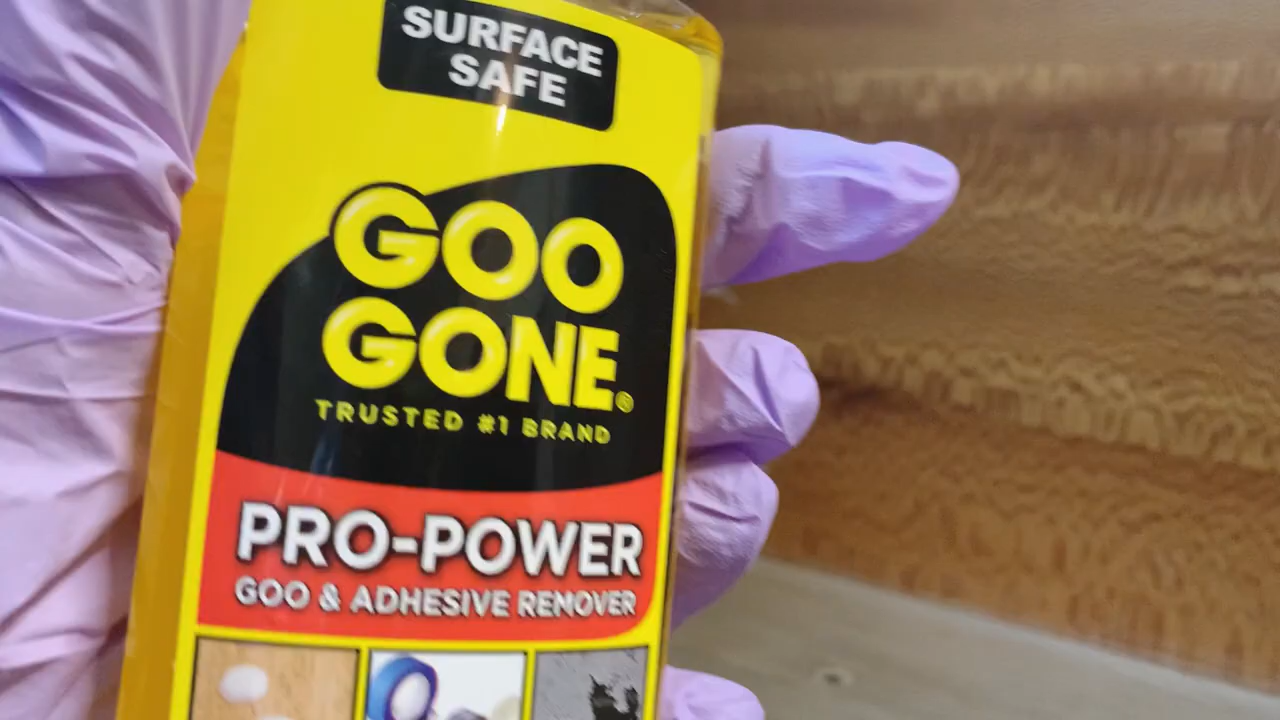 SURFACE
SAFE
GOO
GONE®
TRUSTED #1 BRAND
PRO-POWER
GOO & ADHESIVE REMOVER